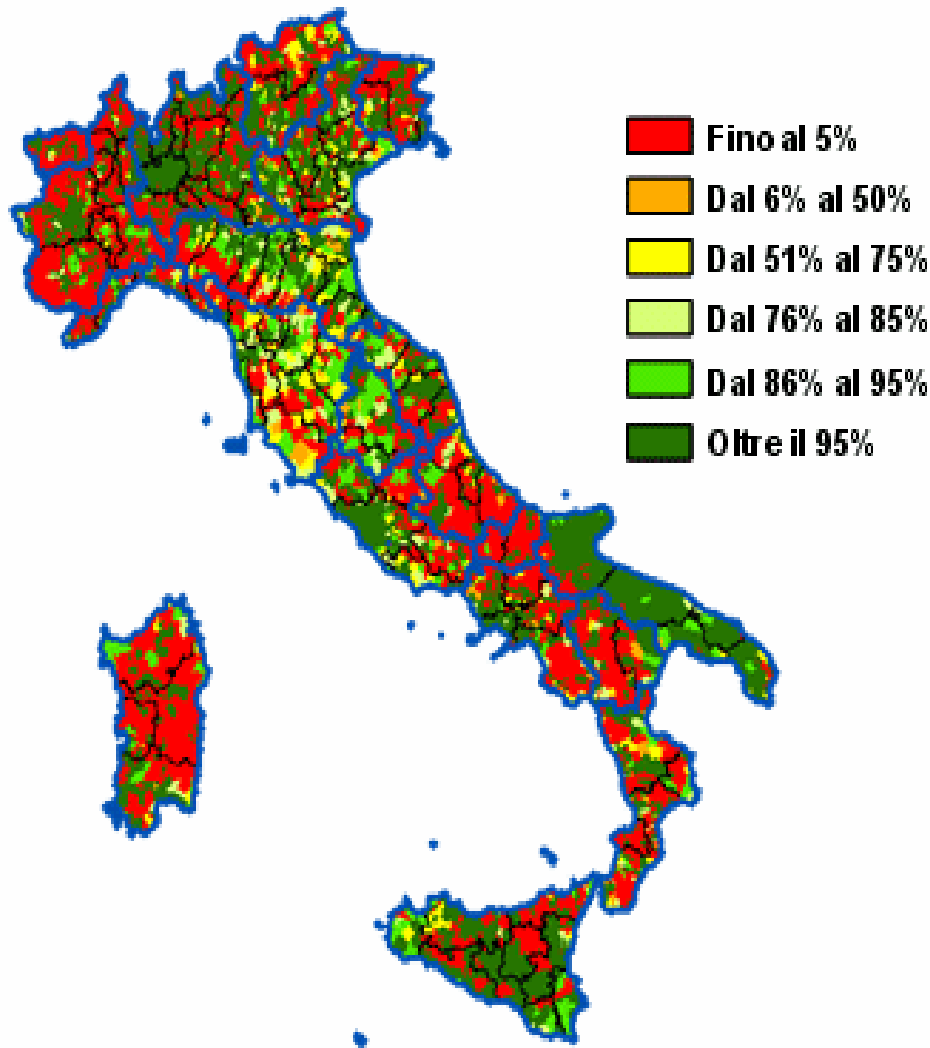 Fino al 5%
Dal 6% al 50%
Dal 51% al 75%
Dal 76% al 85%
Dal 86% al 95%
Oltre il 95%